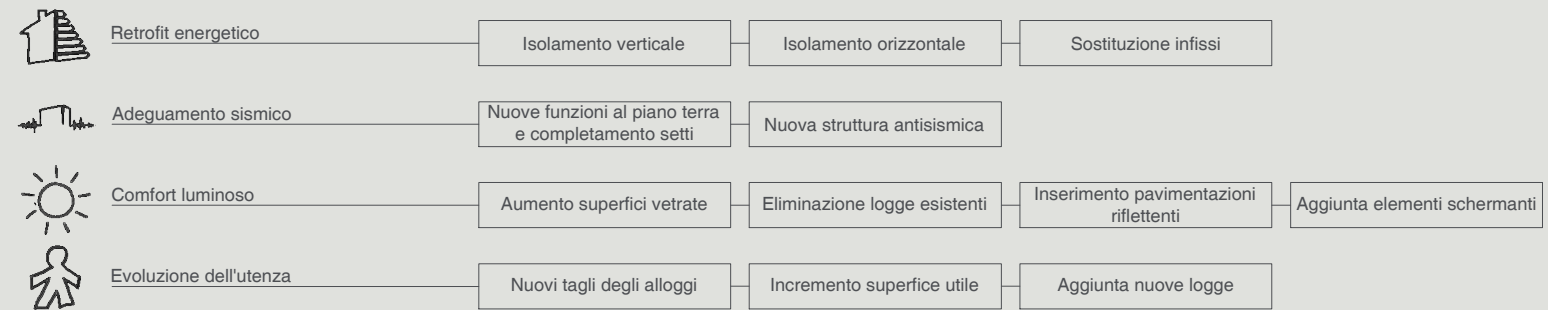 Retrofit energetico
Isolamento verticale
Isolamento orizzontale
Sostituzione infissi
Adeguamento sismico
Nuove funzioni al piano terra
e completamento setti
Nuova struttura antisismica
Comfort luminoso
Aumento superfici vetrate
Eliminazione logge esistenti
Inserimento pavimentazioni
riflettenti
Aggiunta elementi schermanti
Evoluzione dell'utenza
Nuovi tagli degli alloggi
Incremento superfice utile
Aggiunta nuove logge